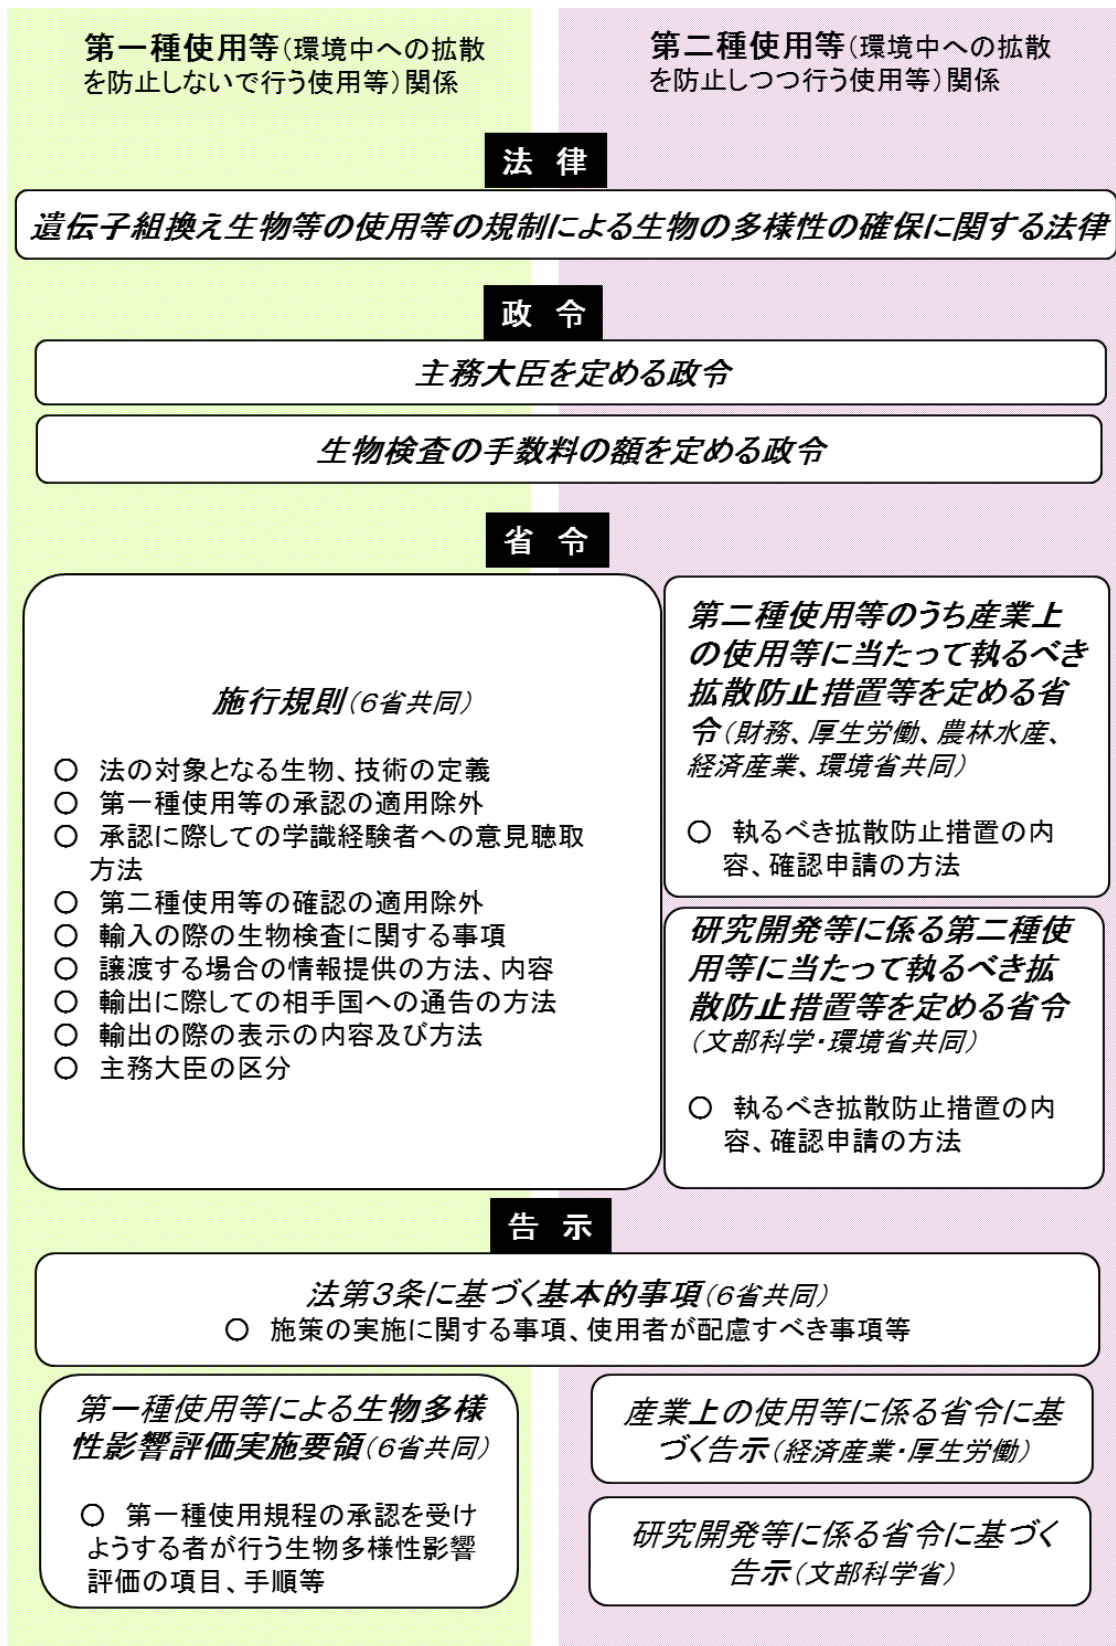 第一種使用等(環境中への拡散
を防止しないで行う使用等)関係
第二種使用等(環境中への拡散
を防止しつつ行う使用等)関係
法 律
遺伝子組換え生物等の使用等の規制による生物の多様性の確保に関する法律
政 令
主務大臣を定める政令
生物検査の手数料の額を定める政令
省 令
施行規則(6省共同)
○ 法の対象となる生物、技術の定義
○ 第一種使用等の承認の適用除外
○ 承認に際しての学識経験者への意見聴取
方法
○ 第二種使用等の確認の適用除外
○ 輸入の際の生物検査に関する事項
○ 譲渡する場合の情報提供の方法、内容
○ 輸出に際しての相手国への通告の方法
○ 輸出の際の表示の内容及び方法
○ 主務大臣の区分
第二種使用等のうち産業上
の使用等に当たって執るべき
拡散防止措置等を定める省
令(財務、厚生労働、農林水産、
経済産業、環境省共同)
○ 執るべき拡散防止措置の内
容、確認申請の方法
研究開発等に係る第二種使
用等に当たって執るべき拡
散防止措置等を定める省令
(文部科学・環境省共同)
○ 執るべき拡散防止措置の内
容、確認申請の方法
告 示
法第3条に基づく基本的事項(6省共同)
○ 施策の実施に関する事項、使用者が配慮すべき事項等
第一種使用等による生物多様
性影響評価実施要領(6省共同)
○ 第一種使用規程の承認を受け
ようする者が行う生物多様性影響
評価の項目、手順等
産業上の使用等に係る省令に基
づく告示(経済産業・厚生労働)
研究開発等に係る省令に基づく
告示(文部科学省)